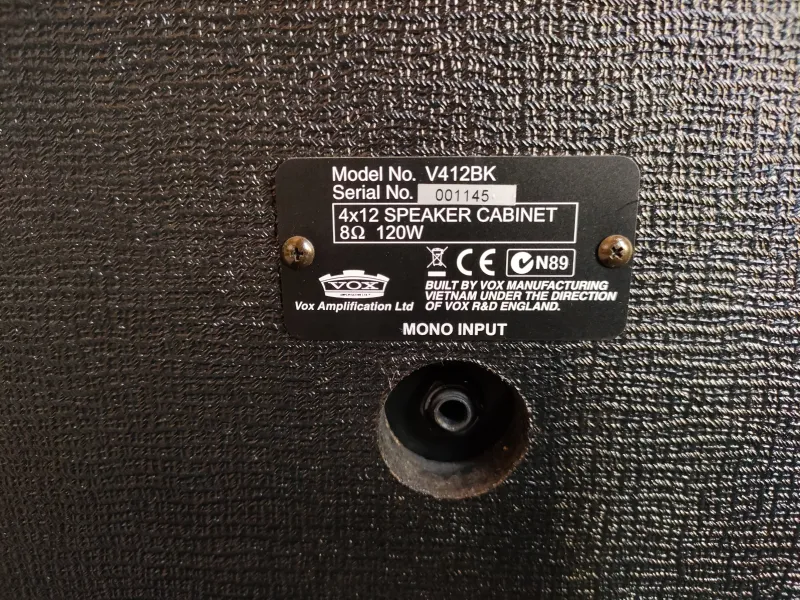 Model No. V412BK
Serial No. 001145
4x12 SPEAKER CABINET
8Ω 120W
CE N89
VOX
Vox Amplification Ltd
BUILT BY VOX MANUFACTURING
VIETNAM UNDER THE DIRECTION
OF VOX R&D ENGLAND.
MONO INPUT